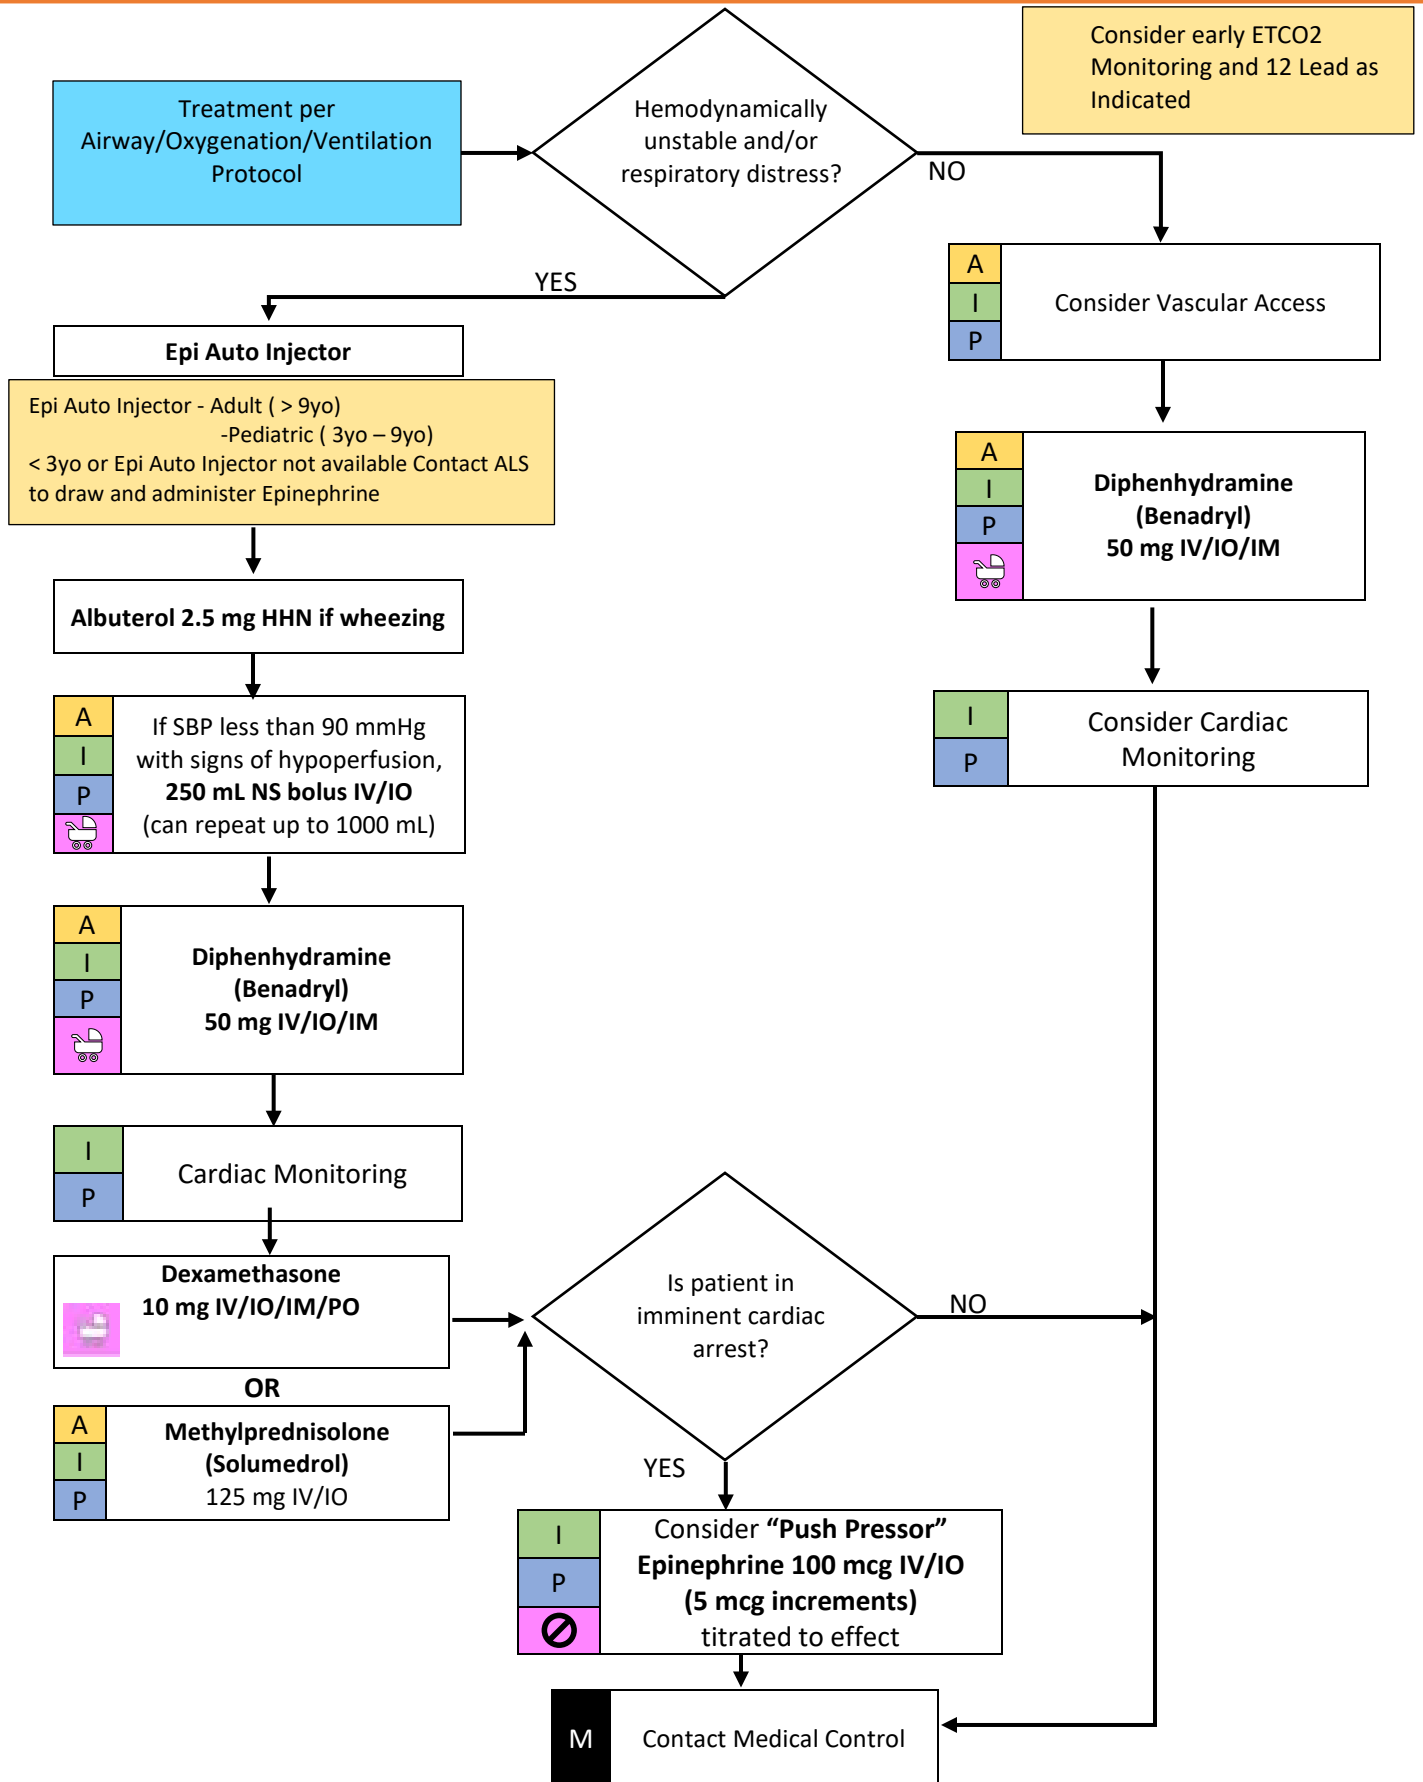 Consider early ETCO2
Monitoring and 12 Lead as
Indicated
Treatment per
Airway/Oxygenation/Ventilation
Protocol
Hemodynamically
unstable and/or
respiratory distress?
NO
YES
A
I
P
Consider Vascular Access
Epi Auto Injector
Epi Auto Injector - Adult ( > 9yo)
-Pediatric ( 3yo – 9yo)
< 3yo or Epi Auto Injector not available Contact ALS
to draw and administer Epinephrine
A
I
P
Diphenhydramine
(Benadryl)
50 mg IV/IO/IM
Albuterol 2.5 mg HHN if wheezing
A
I
P
If SBP less than 90 mmHg
with signs of hypoperfusion,
250 mL NS bolus IV/IO
(can repeat up to 1000 mL)
I
P
Consider Cardiac
Monitoring
A
I
P
Diphenhydramine
(Benadryl)
50 mg IV/IO/IM
I
P
Cardiac Monitoring
Dexamethasone
10 mg IV/IO/IM/PO
OR
A
I
P
Methylprednisolone
(Solumedrol)
125 mg IV/IO
Is patient in
imminent cardiac
arrest?
NO
YES
I
P
Consider “Push Pressor”
Epinephrine 100 mcg IV/IO
(5 mcg increments)
titrated to effect
M
Contact Medical Control